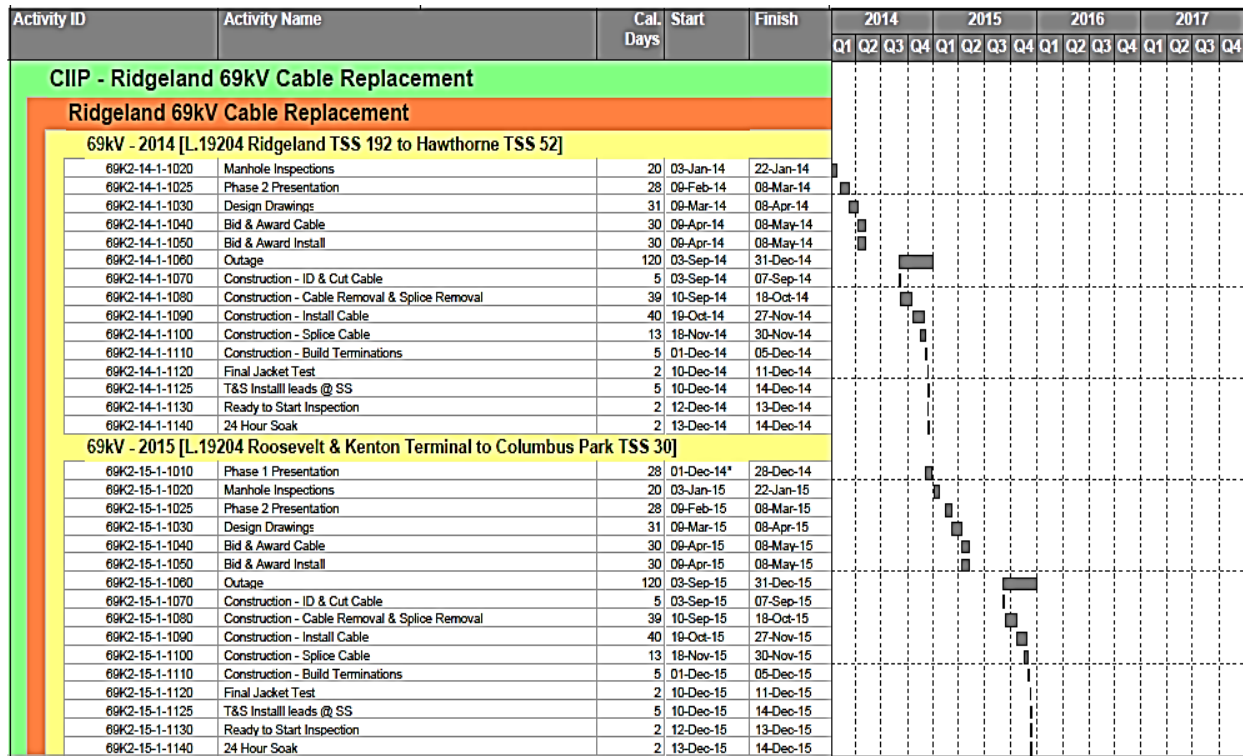 Activity ID Activity Name Cal. Days Start Finish 2014 2015 2016 2017
Q1 Q2 Q3 Q4 Q1 Q2 Q3 Q4 Q1 Q2 Q3 Q4 Q1 Q2 Q3 Q4
CIIP - Ridgeland 69kV Cable Replacement
Ridgeland 69kV Cable Replacement
69kV - 2014 [L.19204 Ridgeland TSS 192 to Hawthorne TSS 52]
69K2-14-1-1020 Manhole Inspections 20 03-Jan-14 22-Jan-14
69K2-14-1-1025 Phase 2 Presentation 28 09-Feb-14 08-Mar-14
69K2-14-1-1030 Design Drawings 31 09-Mar-14 08-Apr-14
69K2-14-1-1040 Bid & Award Cable 30 09-Apr-14 08-May-14
69K2-14-1-1050 Bid & Award Install 30 09-Apr-14 08-May-14
69K2-14-1-1060 Outage 120 03-Sep-14 31-Dec-14
69K2-14-1-1070 Construction - ID & Cut Cable 5 03-Sep-14 07-Sep-14
69K2-14-1-1080 Construction - Cable Removal & Splice Removal 39 10-Sep-14 18-Oct-14
69K2-14-1-1090 Construction - Install Cable 40 19-Oct-14 27-Nov-14
69K2-14-1-1100 Construction - Splice Cable 13 18-Nov-14 30-Nov-14
69K2-14-1-1110 Construction - Build Terminations 5 01-Dec-14 05-Dec-14
69K2-14-1-1120 Final Jacket Test 2 10-Dec-14 11-Dec-14
69K2-14-1-1125 T&S Installl leads @ SS 5 10-Dec-14 14-Dec-14
69K2-14-1-1130 Ready to Start Inspection 2 12-Dec-14 13-Dec-14
69K2-14-1-1140 24 Hour Soak 2 13-Dec-14 14-Dec-14
69kV - 2015 [L.19204 Roosevelt & Kenton Terminal to Columbus Park TSS 30]
69K2-15-1-1010 Phase 1 Presentation 28 01-Dec-14* 28-Dec-14
69K2-15-1-1020 Manhole Inspections 20 03-Jan-15 22-Jan-15
69K2-15-1-1025 Phase 2 Presentation 28 09-Feb-15 08-Mar-15
69K2-15-1-1030 Design Drawings 31 09-Mar-15 08-Apr-15
69K2-15-1-1040 Bid & Award Cable 30 09-Apr-15 08-May-15
69K2-15-1-1050 Bid & Award Install 30 09-Apr-15 08-May-15
69K2-15-1-1060 Outage 120 03-Sep-15 31-Dec-15
69K2-15-1-1070 Construction - ID & Cut Cable 5 03-Sep-15 07-Sep-15
69K2-15-1-1080 Construction - Cable Removal & Splice Removal 39 10-Sep-15 18-Oct-15
69K2-15-1-1090 Construction - Install Cable 40 19-Oct-15 27-Nov-15
69K2-15-1-1100 Construction - Splice Cable 13 18-Nov-15 30-Nov-15
69K2-15-1-1110 Construction - Build Terminations 5 01-Dec-15 05-Dec-15
69K2-15-1-1120 Final Jacket Test 2 10-Dec-15 11-Dec-15
69K2-15-1-1125 T&S Installl leads @ SS 5 10-Dec-15 14-Dec-15
69K2-15-1-1130 Ready to Start Inspection 2 12-Dec-15 13-Dec-15
69K2-15-1-1140 24 Hour Soak 2 13-Dec-15 14-Dec-15